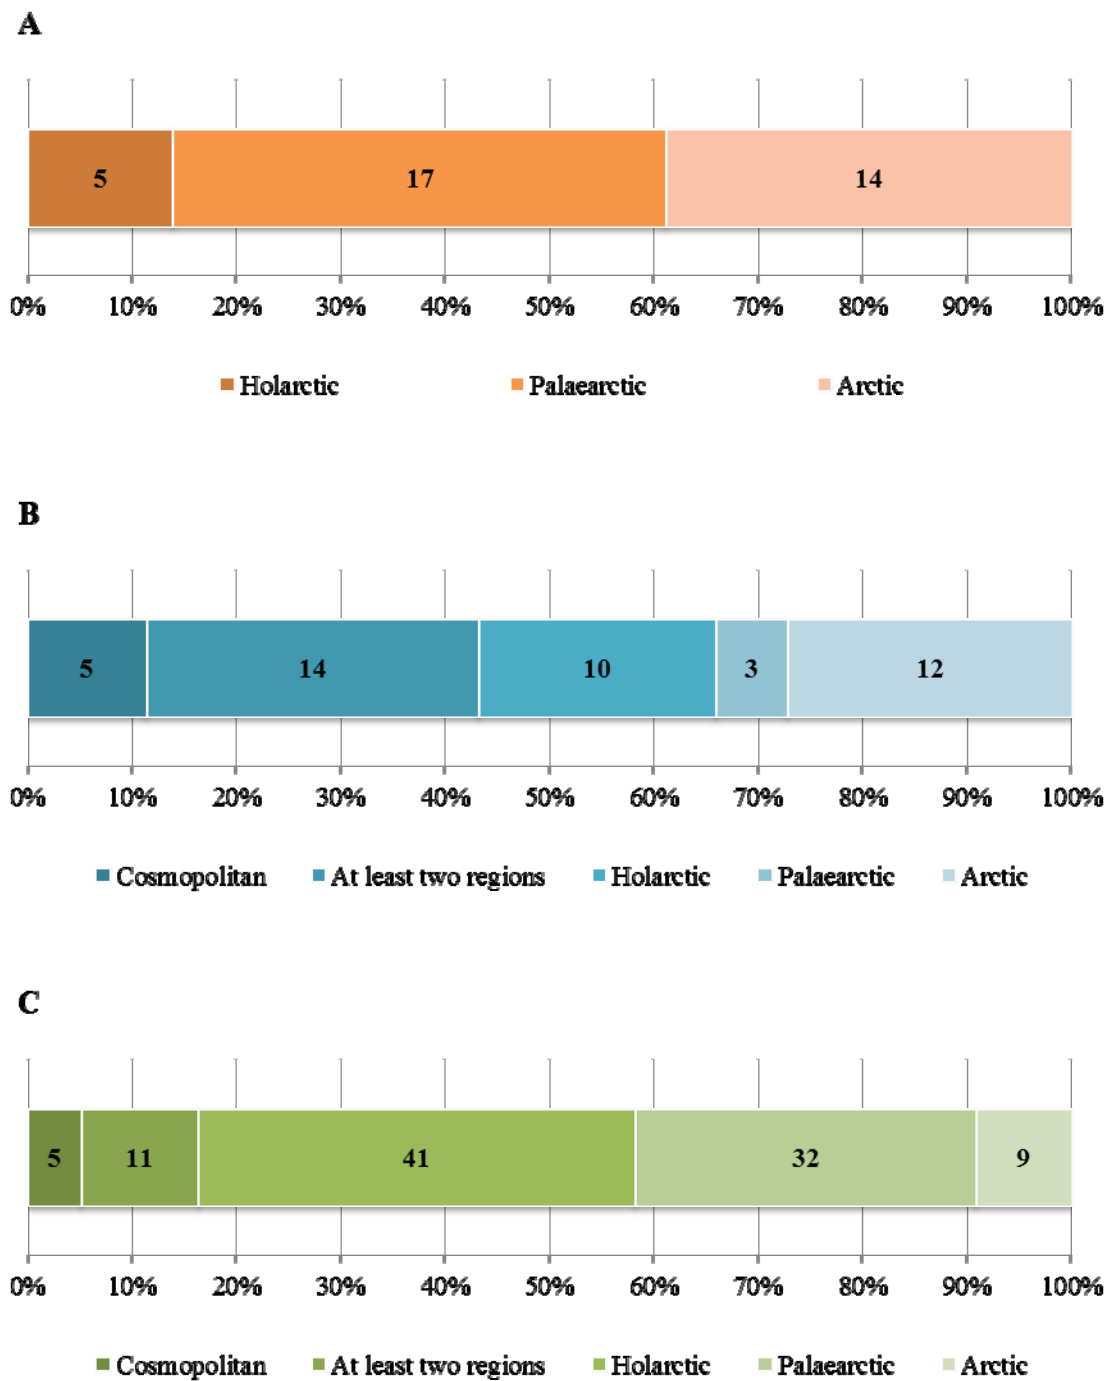 A
5 17 14
0% 10% 20% 30% 40% 50% 60% 70% 80% 90% 100%
Holarctic Palaearctic Arctic
B
5 14 10 3 12
0% 10% 20% 30% 40% 50% 60% 70% 80% 90% 100%
Cosmopolitan At least two regions Holarctic Palaearctic Arctic
C
5 11 41 32 9
0% 10% 20% 30% 40% 50% 60% 70% 80% 90% 100%
Cosmopolitan At least two regions Holarctic Palaearctic Arctic